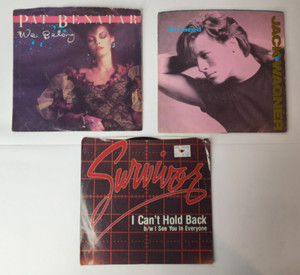 PAT BENATAR
We Belong
JACK WAGNER
Survivor
I Can't Hold Back
b/w I See You In Everyone